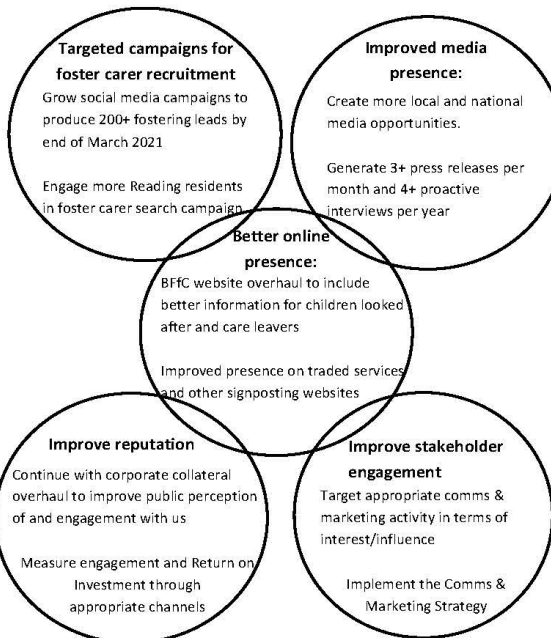 Targeted campaigns for
foster carer recruitment
Grow social media campaigns to
produce 200+ fostering leads by
end of March 2021
Engage more Reading residents
in foster carer search campaign
Improved media
presence:
Create more local and national
media opportunities.
Generate 3+ press releases per
month and 4+ proactive
interviews per year
Better online
presence:
BFfC website overhaul to include
better information for children looked
after and care leavers
Improved presence on traded services
and other signposting websites
Improve reputation
Continue with corporate collateral
overhaul to improve public perception
of and engagement with us
Measure engagement and Return on
Investment through
appropriate channels
Improve stakeholder
engagement
Target appropriate comms &
marketing activity in terms of
interest/influence
Implement the Comms &
Marketing Strategy